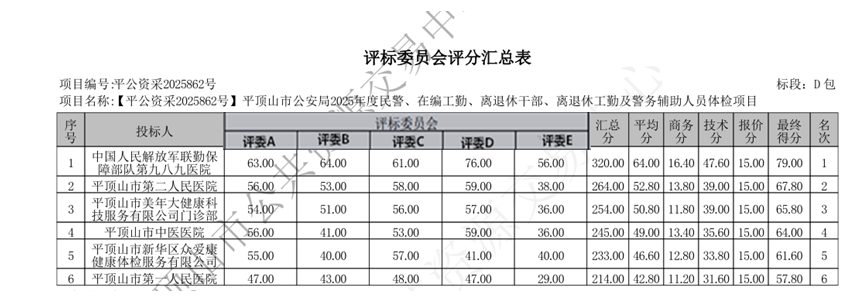 评标委员会评分汇总表
项目编号:平公资采2025862号 标段: D 包
项目名称:【平公资采2025862号】平顶山市公安局2025年度民警、在编工勤、离退休干部、离退休工勤及警务辅助人员体检项目
序号 投标人 评标委员会 汇总分 平均分 商务分 技术分 报价分 最终得分 名次
评委A 评委B 评委C 评委D 评委E
1 中国人民解放军联勤保障部队第九八九医院 63.00 64.00 61.00 76.00 56.00 320.00 64.00 16.40 47.60 15.00 79.00 1
2 平顶山市第二人民医院 56.00 53.00 58.00 59.00 38.00 264.00 52.80 13.80 39.00 15.00 67.80 2
3 平顶山市美年大健康科技服务有限公司门诊部 54.00 51.00 56.00 57.00 36.00 254.00 50.80 11.80 39.00 15.00 65.80 3
4 平顶山市中医医院 56.00 41.00 53.00 59.00 36.00 245.00 49.00 13.40 35.60 15.00 64.00 4
5 平顶山市新华区众爱康健康体检服务有限公司 55.00 40.00 57.00 41.00 40.00 233.00 46.60 12.80 33.80 15.00 61.60 5
6 平顶山市第一人民医院 47.00 43.00 48.00 47.00 29.00 214.00 42.80 11.20 31.60 15.00 57.80 6